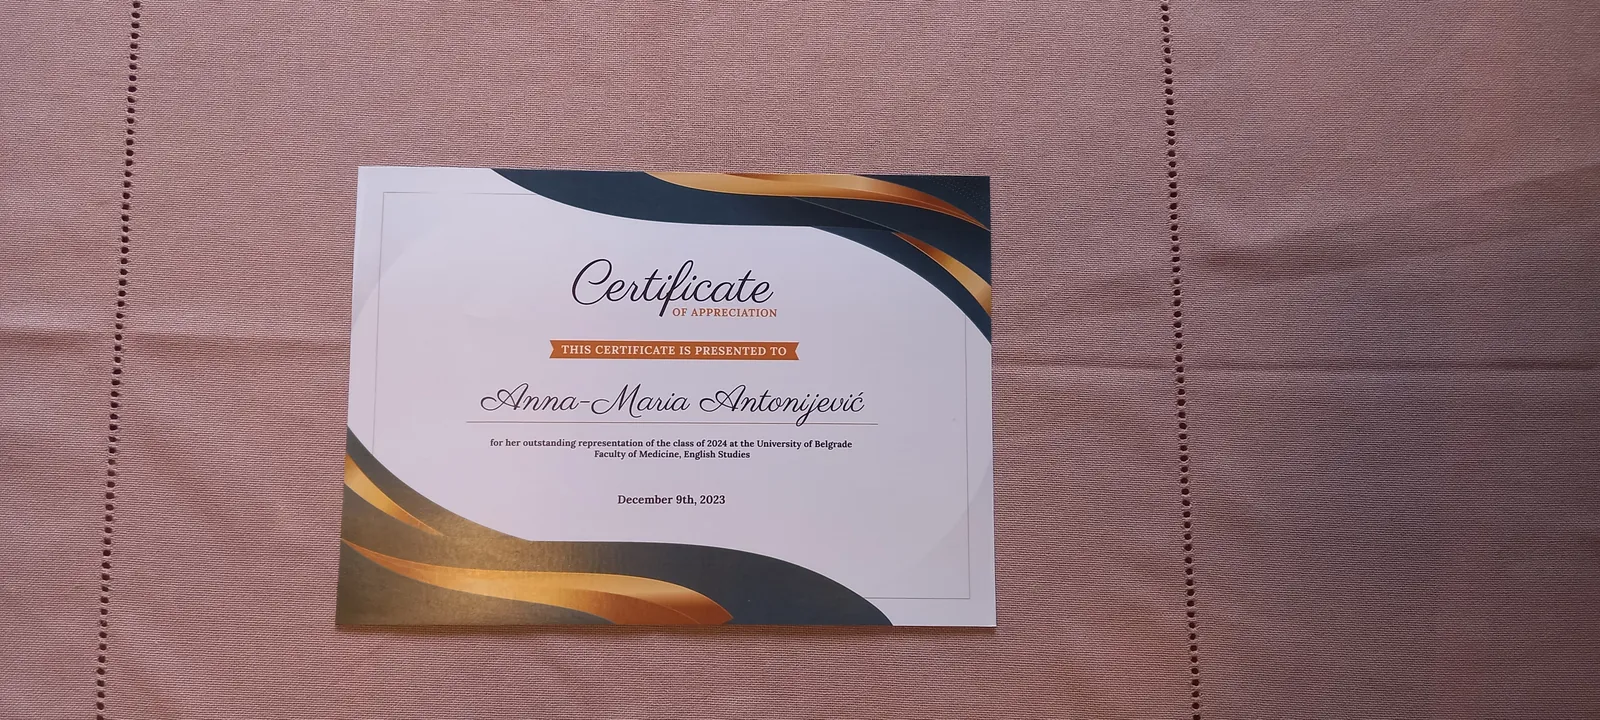 Certificate
OF APPRECIATION
THIS CERTIFICATE IS PRESENTED TO
Anna-Maria Antonijević
for her outstanding representation of the class of 2024 at the University of Belgrade
Faculty of Medicine, English Studies
December 9th, 2023